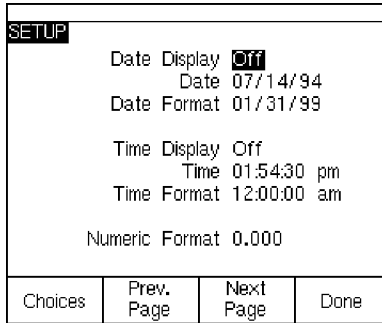 SETUP
Date Display Off
Date 07/14/94
Date Format 01/31/99
Time Display Off
Time 01:54:30 pm
Time Format 12:00:00 am
Numeric Format 0.000
Choices
Prev. Page
Next Page
Done